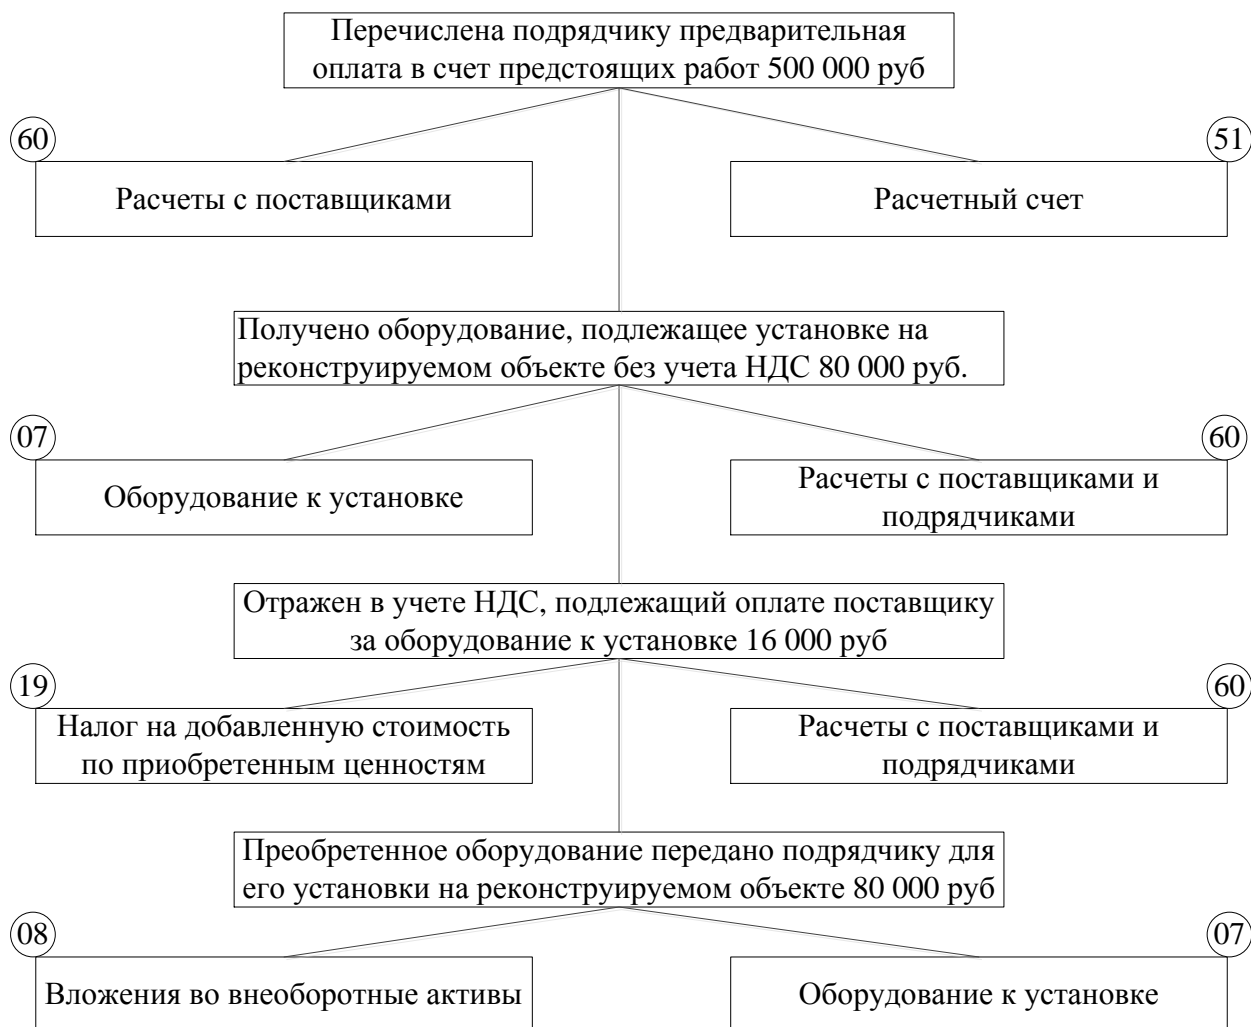 Перечислена подрядчику предварительная
оплата в счет предстоящих работ 500 000 руб
60
51
Расчеты с поставщиками
Расчетный счет
Получено оборудование, подлежащее установке на
реконструируемом объекте без учета НДС 80 000 руб.
07
60
Оборудование к установке
Расчеты с поставщиками и
подрядчиками
Отражен в учете НДС, подлежащий оплате поставщику
за оборудование к установке 16 000 руб
19
60
Налог на добавленную стоимость
по приобретенным ценностям
Расчеты с поставщиками и
подрядчиками
Преобретенное оборудование передано подрядчику для
его установки на реконструируемом объекте 80 000 руб
08
07
Вложения во внеоборотные активы
Оборудование к установке